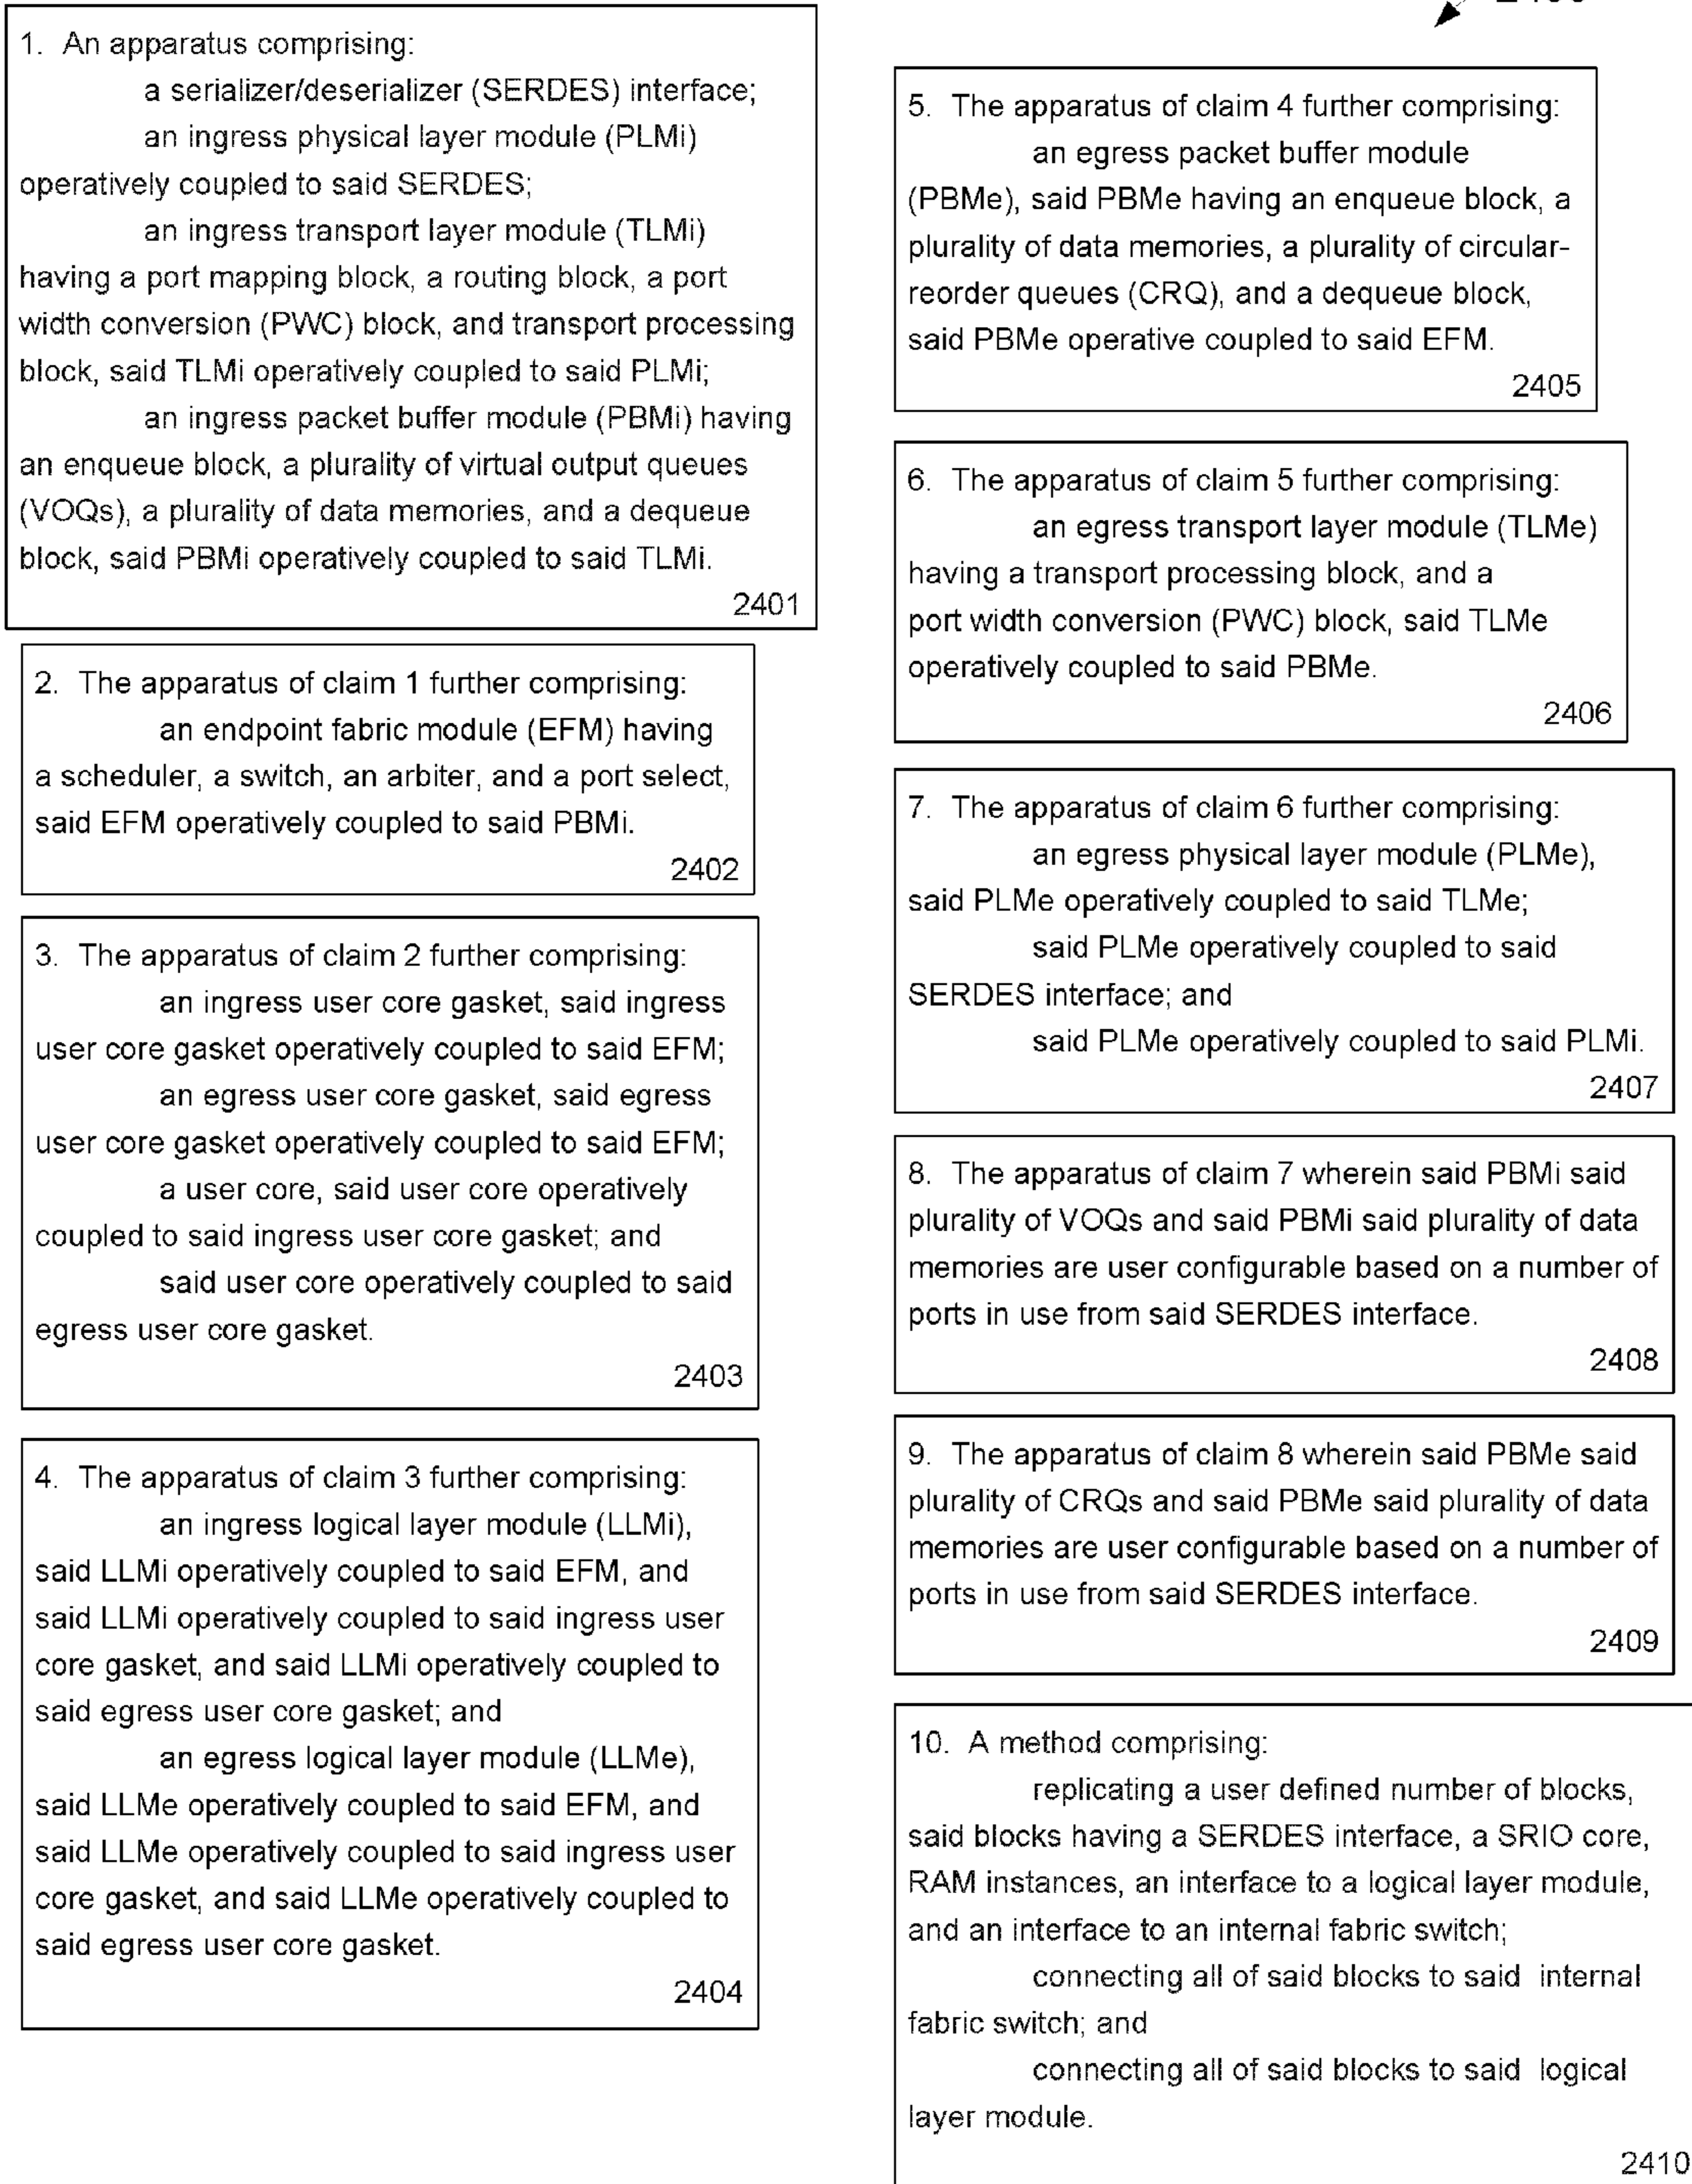 1. An apparatus comprising:
a serializer/deserializer (SERDES) interface;
an ingress physical layer module (PLMi)
operatively coupled to said SERDES;
an ingress transport layer module (TLMi)
having a port mapping block, a routing block, a port
width conversion (PWC) block, and transport processing
block, said TLMi operatively coupled to said PLMi;
an ingress packet buffer module (PBMi) having
an enqueue block, a plurality of virtual output queues
(VOQs), a plurality of data memories, and a dequeue
block, said PBMi operatively coupled to said TLMi.
2401
2. The apparatus of claim 1 further comprising:
an endpoint fabric module (EFM) having
a scheduler, a switch, an arbiter, and a port select,
said EFM operatively coupled to said PBMi.
2402
3. The apparatus of claim 2 further comprising:
an ingress user core gasket, said ingress
user core gasket operatively coupled to said EFM;
an egress user core gasket, said egress
user core gasket operatively coupled to said EFM;
a user core, said user core operatively
coupled to said ingress user core gasket; and
said user core operatively coupled to said
egress user core gasket.
2403
4. The apparatus of claim 3 further comprising:
an ingress logical layer module (LLMi),
said LLMi operatively coupled to said EFM, and
said LLMi operatively coupled to said ingress user
core gasket, and said LLMi operatively coupled to
said egress user core gasket; and
an egress logical layer module (LLMe),
said LLMe operatively coupled to said EFM, and
said LLMe operatively coupled to said ingress user
core gasket, and said LLMe operatively coupled to
said egress user core gasket.
2404
5. The apparatus of claim 4 further comprising:
an egress packet buffer module
(PBMe), said PBMe having an enqueue block, a
plurality of data memories, a plurality of circular-
reorder queues (CRQ), and a dequeue block,
said PBMe operative coupled to said EFM.
2405
6. The apparatus of claim 5 further comprising:
an egress transport layer module (TLMe)
having a transport processing block, and a
port width conversion (PWC) block, said TLMe
operatively coupled to said PBMe.
2406
7. The apparatus of claim 6 further comprising:
an egress physical layer module (PLMe),
said PLMe operatively coupled to said TLMe;
said PLMe operatively coupled to said
SERDES interface; and
said PLMe operatively coupled to said PLMi.
2407
8. The apparatus of claim 7 wherein said PBMi said
plurality of VOQs and said PBMi said plurality of data
memories are user configurable based on a number of
ports in use from said SERDES interface.
2408
9. The apparatus of claim 8 wherein said PBMe said
plurality of CRQs and said PBMe said plurality of data
memories are user configurable based on a number of
ports in use from said SERDES interface.
2409
10. A method comprising:
replicating a user defined number of blocks,
said blocks having a SERDES interface, a SRIO core,
RAM instances, an interface to a logical layer module,
and an interface to an internal fabric switch;
connecting all of said blocks to said internal
fabric switch; and
connecting all of said blocks to said logical
layer module.
2410